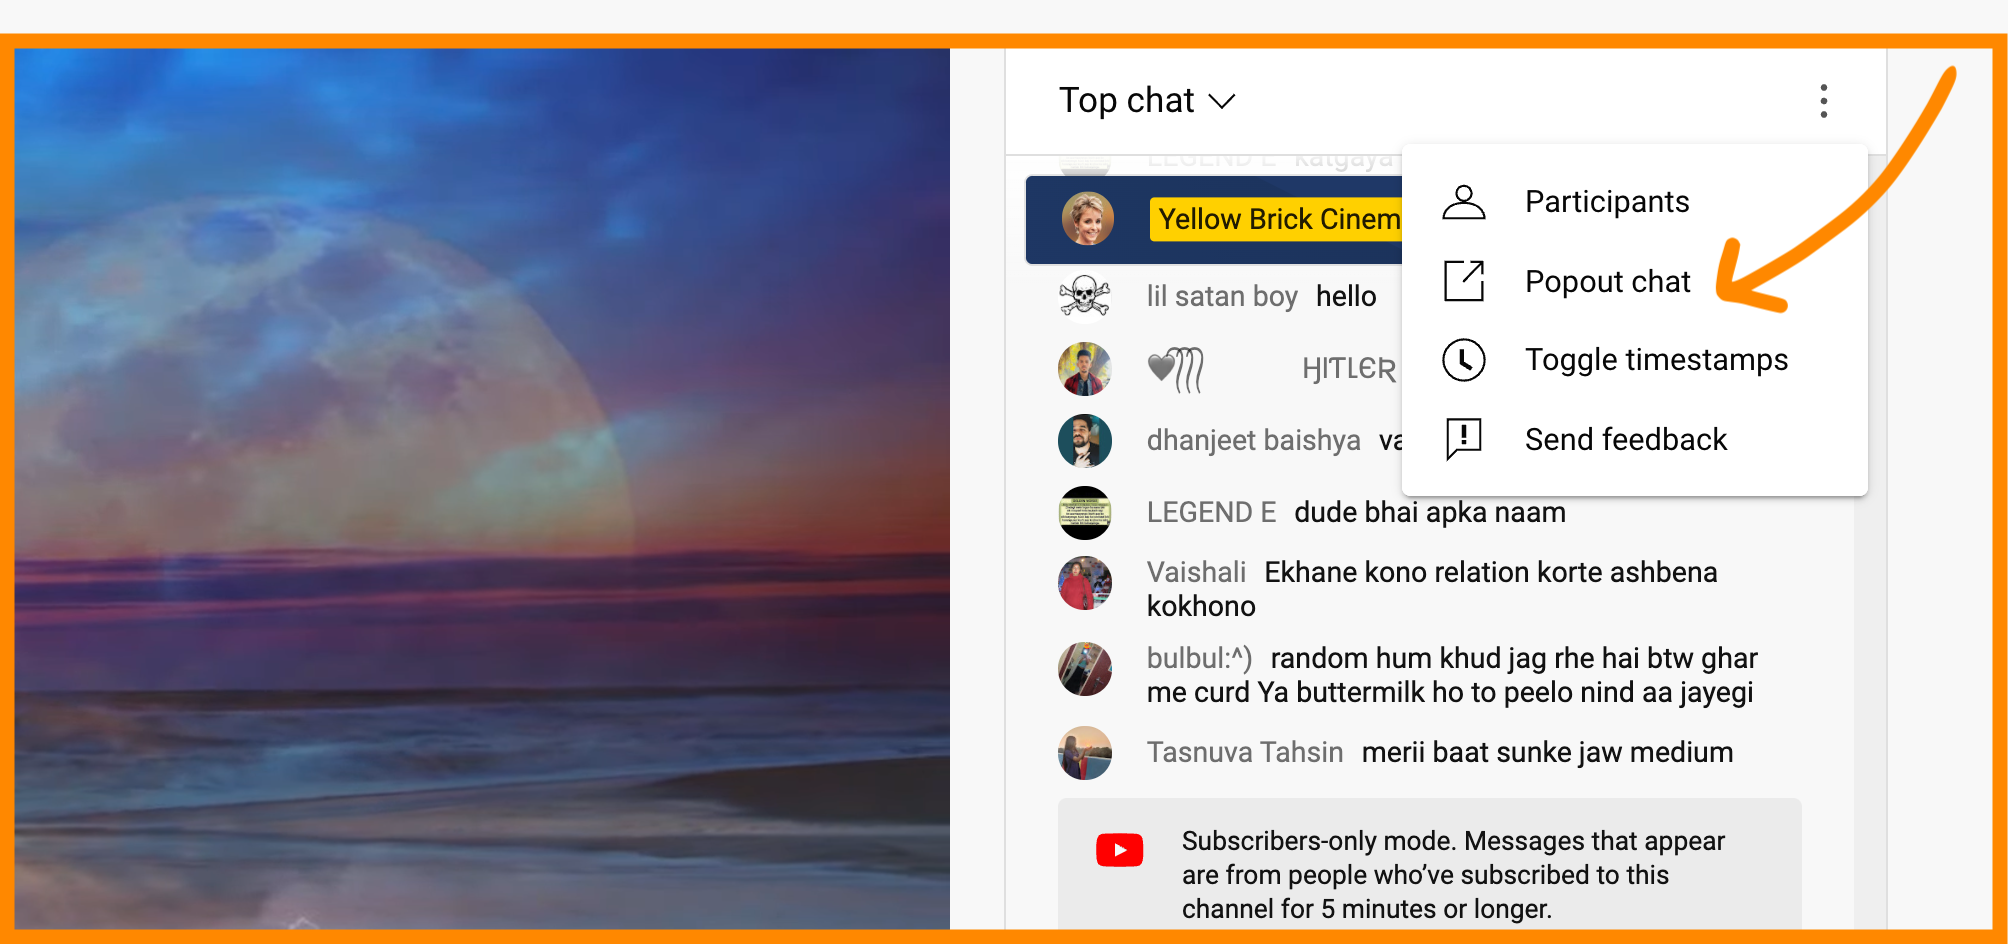 Top chat
LEGEND E katgaya
Yellow Brick Cinem
Participants
lil satan boy hello
Popout chat
ӇIƬLЄƦ
Toggle timestamps
dhanjeet baishya va
Send feedback
LEGEND E dude bhai apka naam
Vaishali Ekhane kono relation korte ashbena
kokhono
bulbul:^) random hum khud jag rhe hai btw ghar
me curd Ya buttermilk ho to peelo nind aa jayegi
Tasnuva Tahsin merii baat sunke jaw medium
Subscribers-only mode. Messages that appear
are from people who’ve subscribed to this
channel for 5 minutes or longer.